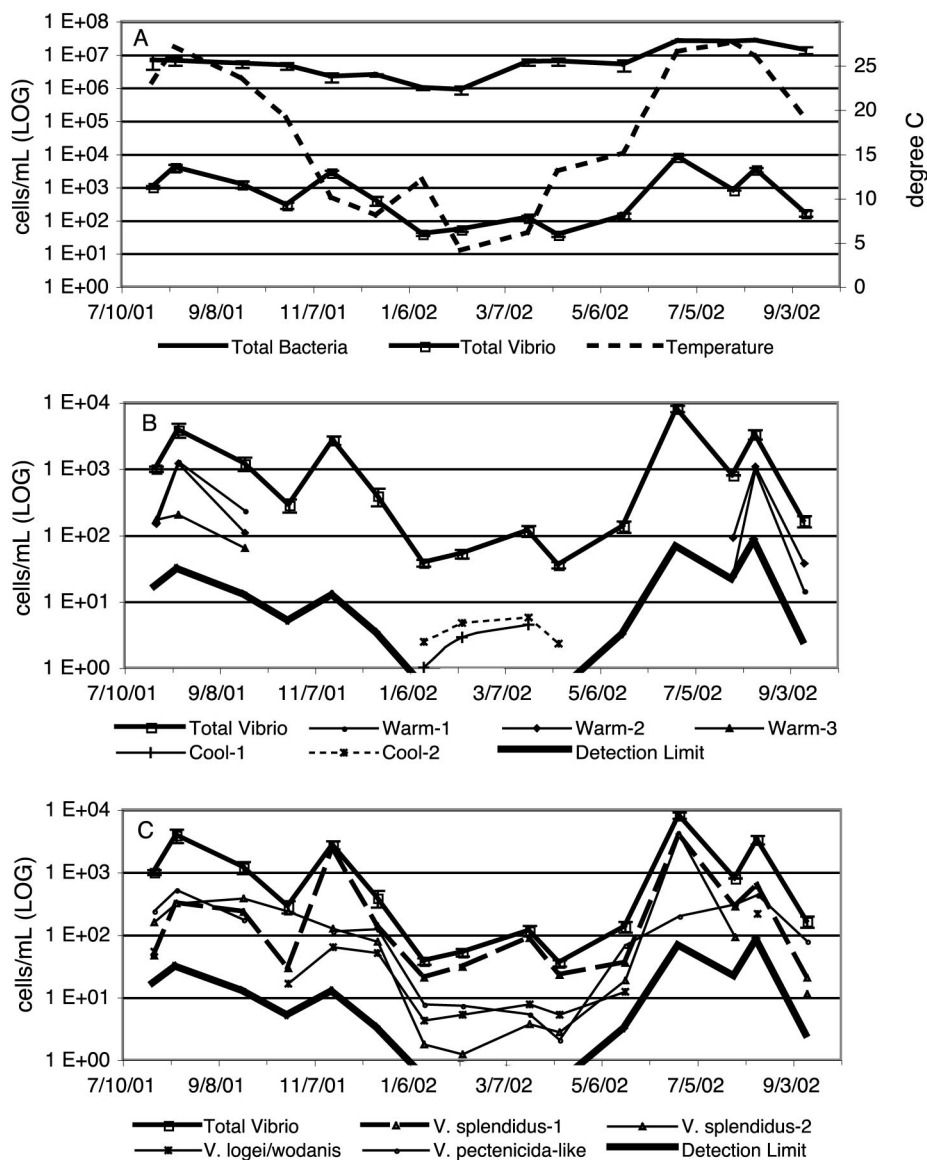 A
1 E+08
1 E+07
1 E+06
1 E+05
1 E+04
1 E+03
1 E+02
1 E+01
1 E+00
cells/mL (LOG)
25
20
15
10
5
0
degree C
7/10/01 9/8/01 11/7/01 1/6/02 3/7/02 5/6/02 7/5/02 9/3/02
Total Bacteria Total Vibrio Temperature
B
1 E+04
1 E+03
1 E+02
1 E+01
1 E+00
cells/mL (LOG)
7/10/01 9/8/01 11/7/01 1/6/02 3/7/02 5/6/02 7/5/02 9/3/02
Total Vibrio Warm-1 Warm-2 Warm-3
Cool-1 Cool-2 Detection Limit
C
1 E+04
1 E+03
1 E+02
1 E+01
1 E+00
cells/mL (LOG)
7/10/01 9/8/01 11/7/01 1/6/02 3/7/02 5/6/02 7/5/02 9/3/02
Total Vibrio V. splendidus-1 V. splendidus-2
V. logei/wodanis V. pectenicida-like Detection Limit